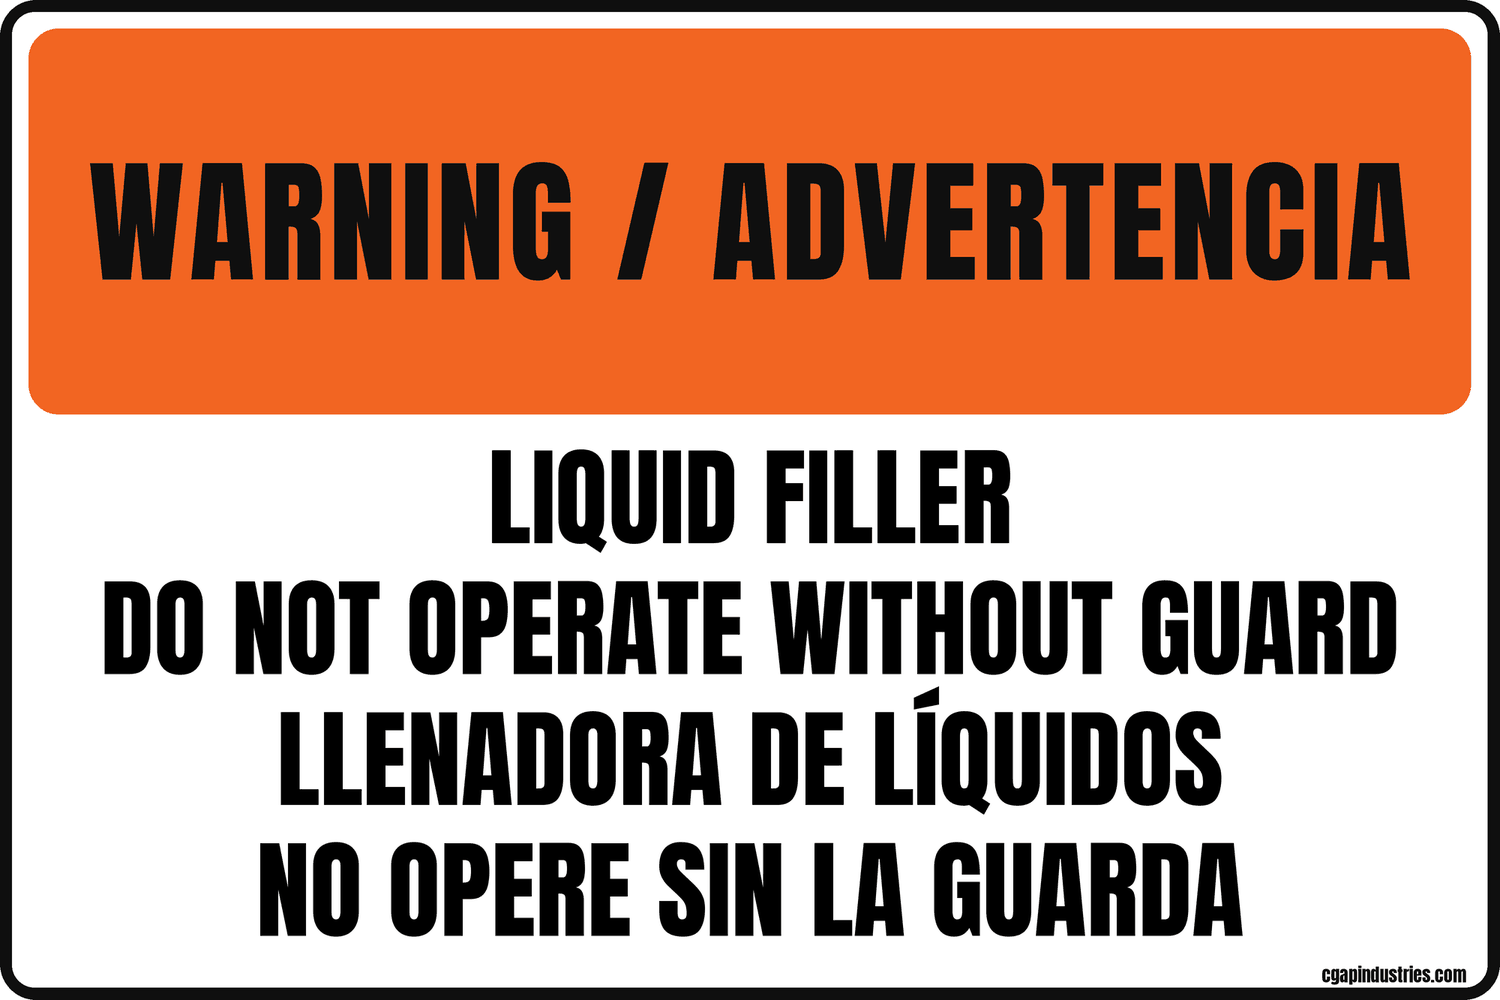 WARNING / ADVERTENCIA
LIQUID FILLER
DO NOT OPERATE WITHOUT GUARD
LLENADORA DE LÍQUIDOS
NO OPERE SIN LA GUARDA
cgapindustries.com